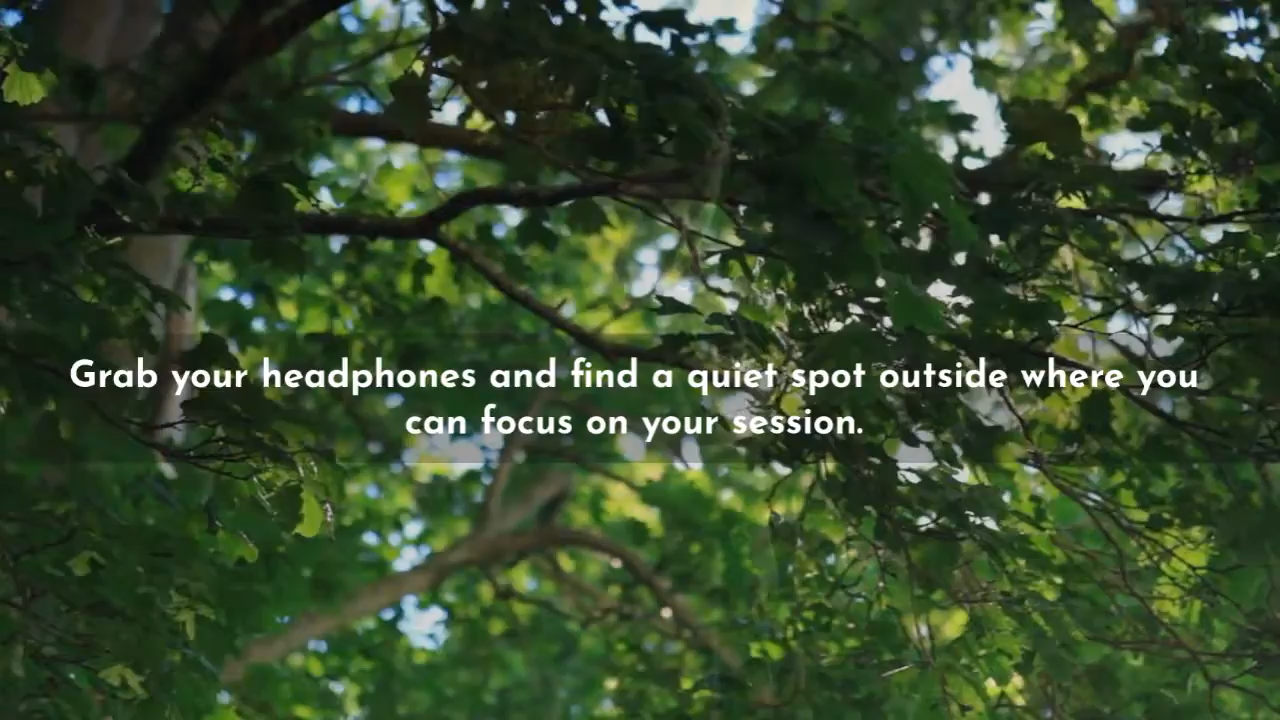 Grab your headphones and find a quiet spot outside where you
can focus on your session.